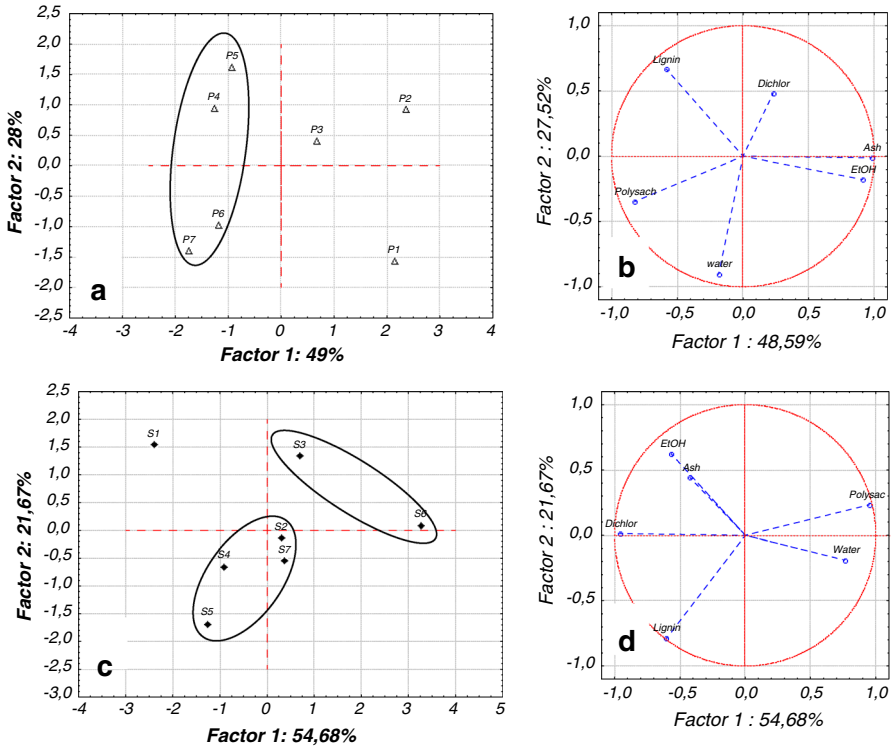 2,5
2,0
1,5
1,0
0,5
0,0
-0,5
-1,0
-1,5
-2,0
-2,5
Factor 2: 28%
P5
P4
P2
P3
P6
P7
P1
a
-4 -3 -2 -1 0 1 2 3 4
Factor 1: 49%
1,0
0,5
0,0
-0,5
-1,0
Factor 2 : 27,52%
Lignin
Dichlor
Ash
EtOH
Polysach
water
b
-1,0 -0,5 0,0 0,5 1,0
Factor 1 : 48,59%
2,5
2,0
1,5
1,0
0,5
0,0
-0,5
-1,0
-1,5
-2,0
-2,5
-3,0
Factor 2: 21,67%
S1
S3
S6
S2
S7
S4
S5
c
-4 -3 -2 -1 0 1 2 3 4 5
Factor 1: 54,68%
1,0
0,5
0,0
-0,5
-1,0
Factor 2 : 21,67%
EtOH
Ash
Polysac
Dichlor
Water
Lignin
d
-1,0 -0,5 0,0 0,5 1,0
Factor 1 : 54,68%